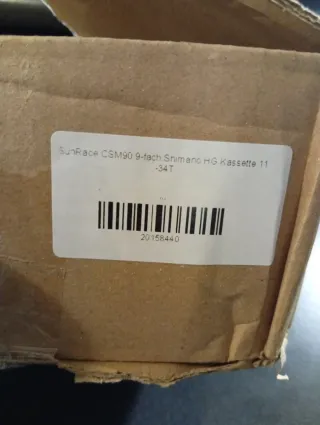 SunRace CSM90 9-fach Shimano HG Kassette 11
-34T
20158440